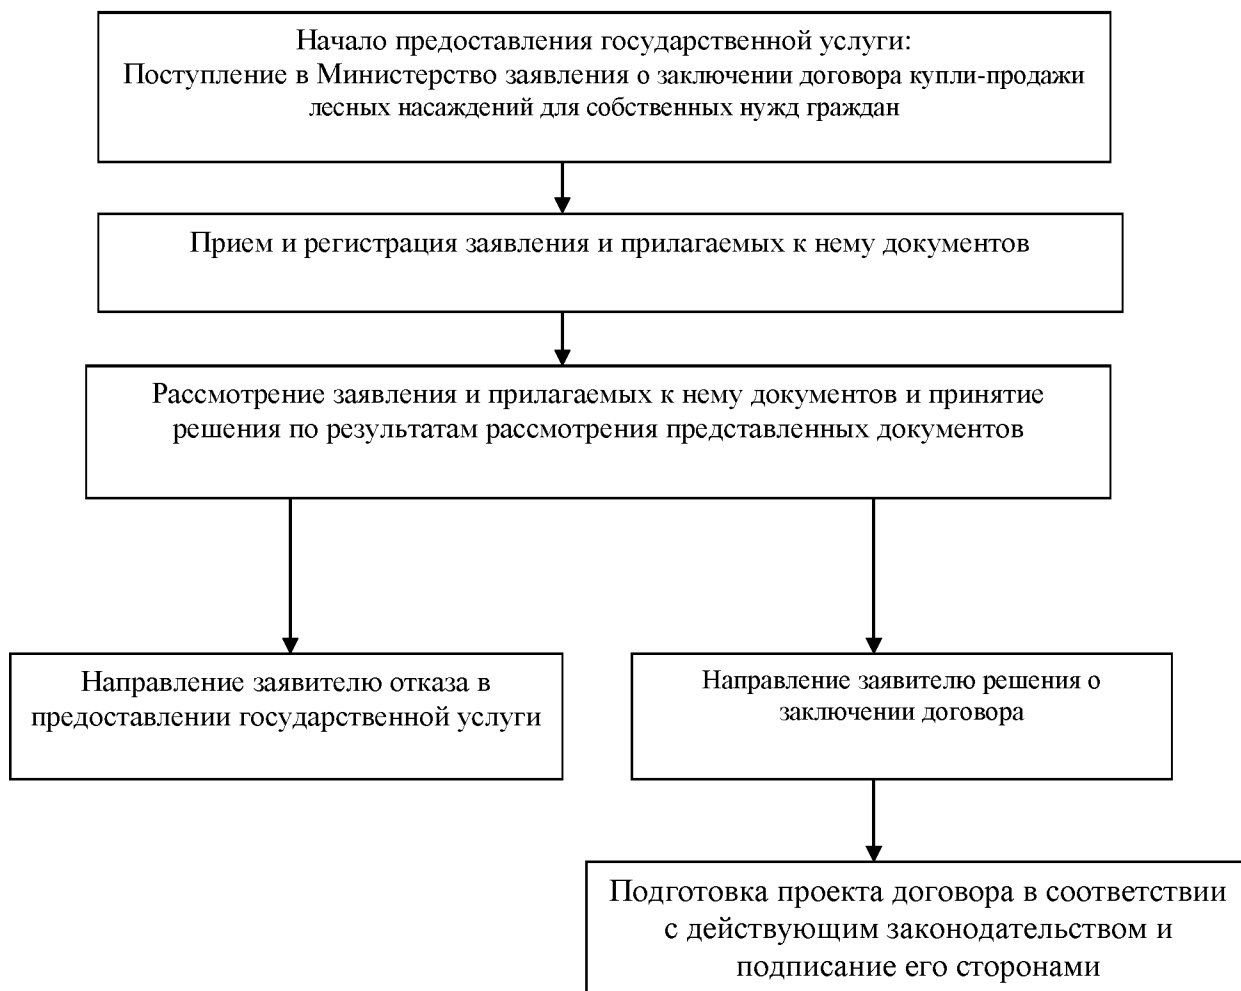 Начало предоставления государственной услуги:
Поступление в Министерство заявления о заключении договора купли-продажи
лесных насаждений для собственных нужд граждан
Прием и регистрация заявления и прилагаемых к нему документов
Рассмотрение заявления и прилагаемых к нему документов и принятие
решения по результатам рассмотрения представленных документов
Направление заявителю отказа в
предоставлении государственной услуги
Направление заявителю решения о
заключении договора
Подготовка проекта договора в соответствии
с действующим законодательством и
подписание его сторонами